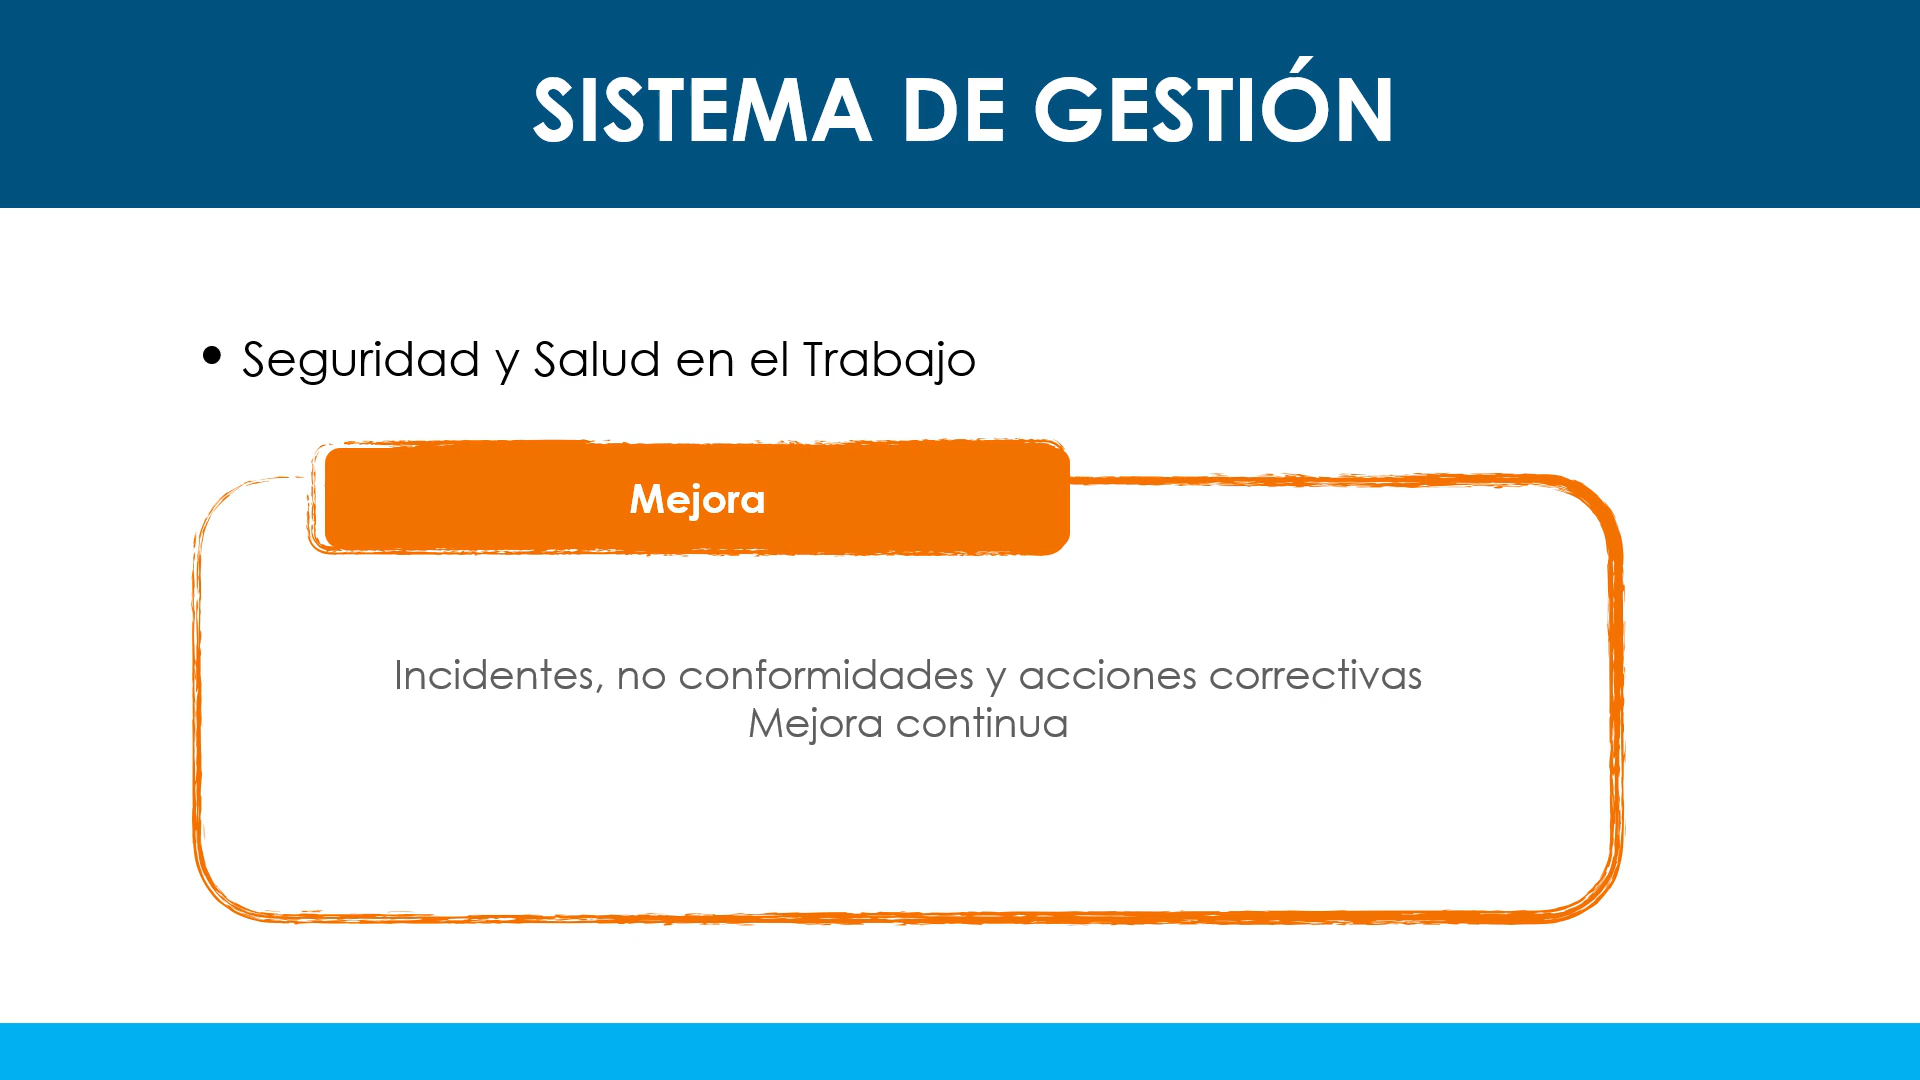 SISTEMA DE GESTIÓN
• Seguridad y Salud en el Trabajo
Mejora
Incidentes, no conformidades y acciones correctivas
Mejora continua